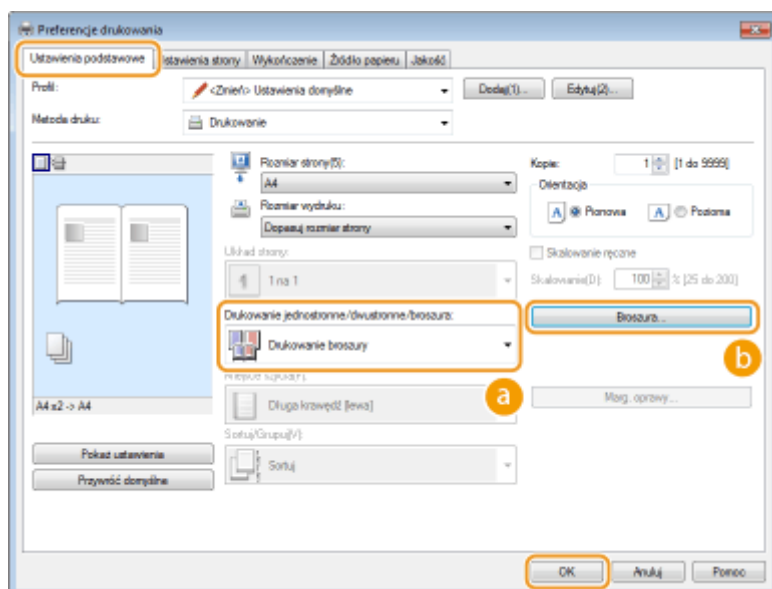 Preferencje drukowania
Ustawienia podstawowe Ustawienia strony Wykończenie Źródło papieru Jakość
Profil: <Zmień> Ustawienia domyślne Dodaj(1)... Edytuj(2)...
Metoda druku: Drukowanie
Rozmiar strony(5): Kopie: 1 [1 do 9999]
A4 Orientacja
Rozmiar wydruku: A Pionowa A Pozioma
Dopasuj rozmiar strony
Układ strony: Skalowanie ręczne
1 1 na 1 Skalowanie(D): 100 % [25 do 200]
Drukowanie jednostronne/dwustronne/broszura: Broszura...
Drukowanie broszury b
Miejsce a
A4 x2 -> A4 Długa krawędź [lewa] Marg. oprawy...
Sortuj/Grupuj(V):
Pokaż ustawienia Sortuj
Przywróć domyślne
OK Anuluj Pomoc